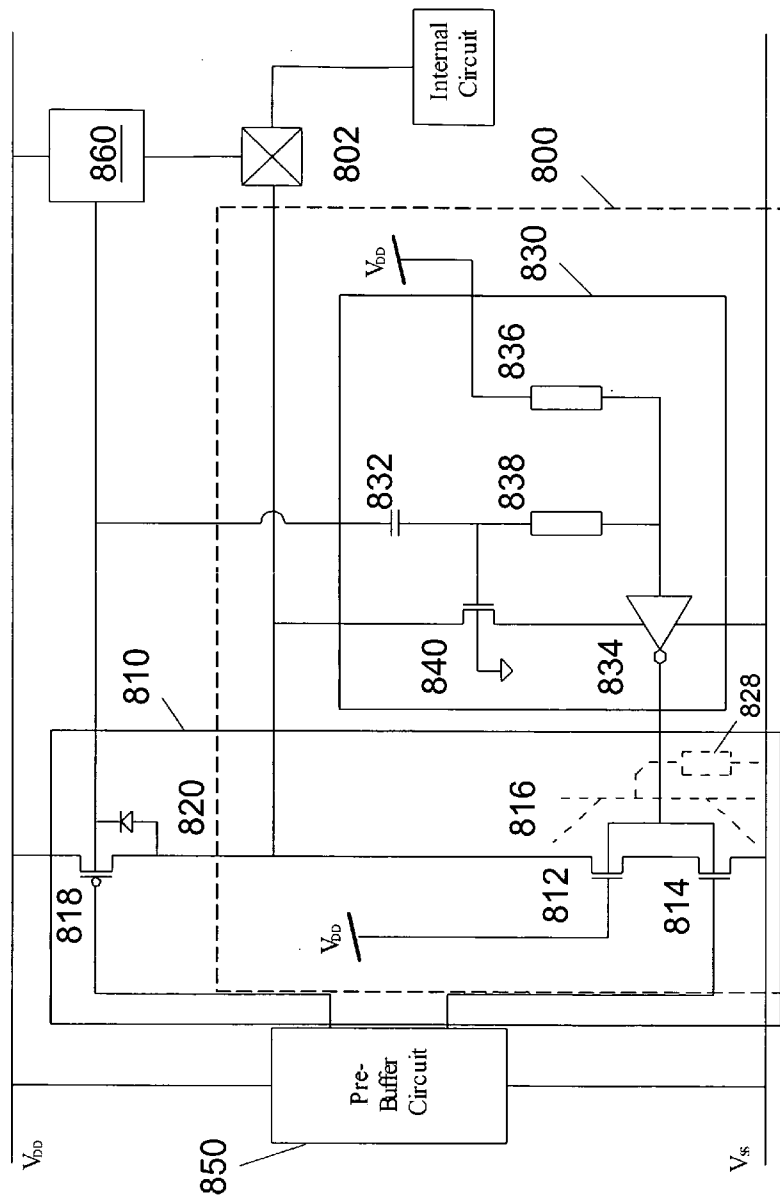 V_DD
860
802
Internal
Circuit
800
830
V_DD
836
832
838
840
834
810
828
820
816
818
812
814
V_DD
Pre-
Buffer
Circuit
850
V_SS